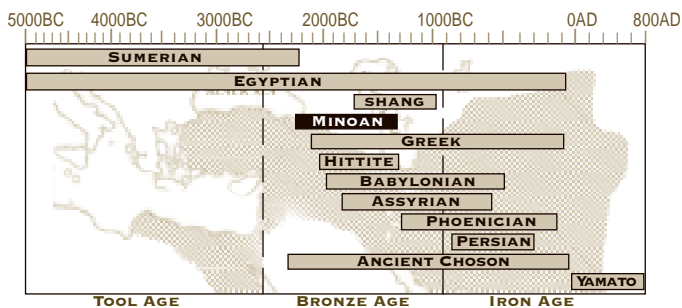 5000BC 4000BC 3000BC 2000BC 1000BC 0AD 800AD
SUMERIAN
EGYPTIAN
SHANG
MINOAN
GREEK
HITTITE
BABYLONIAN
ASSYRIAN
PHOENICIAN
PERSIAN
ANCIENT CHOSON
YAMATO
TOOL AGE BRONZE AGE IRON AGE